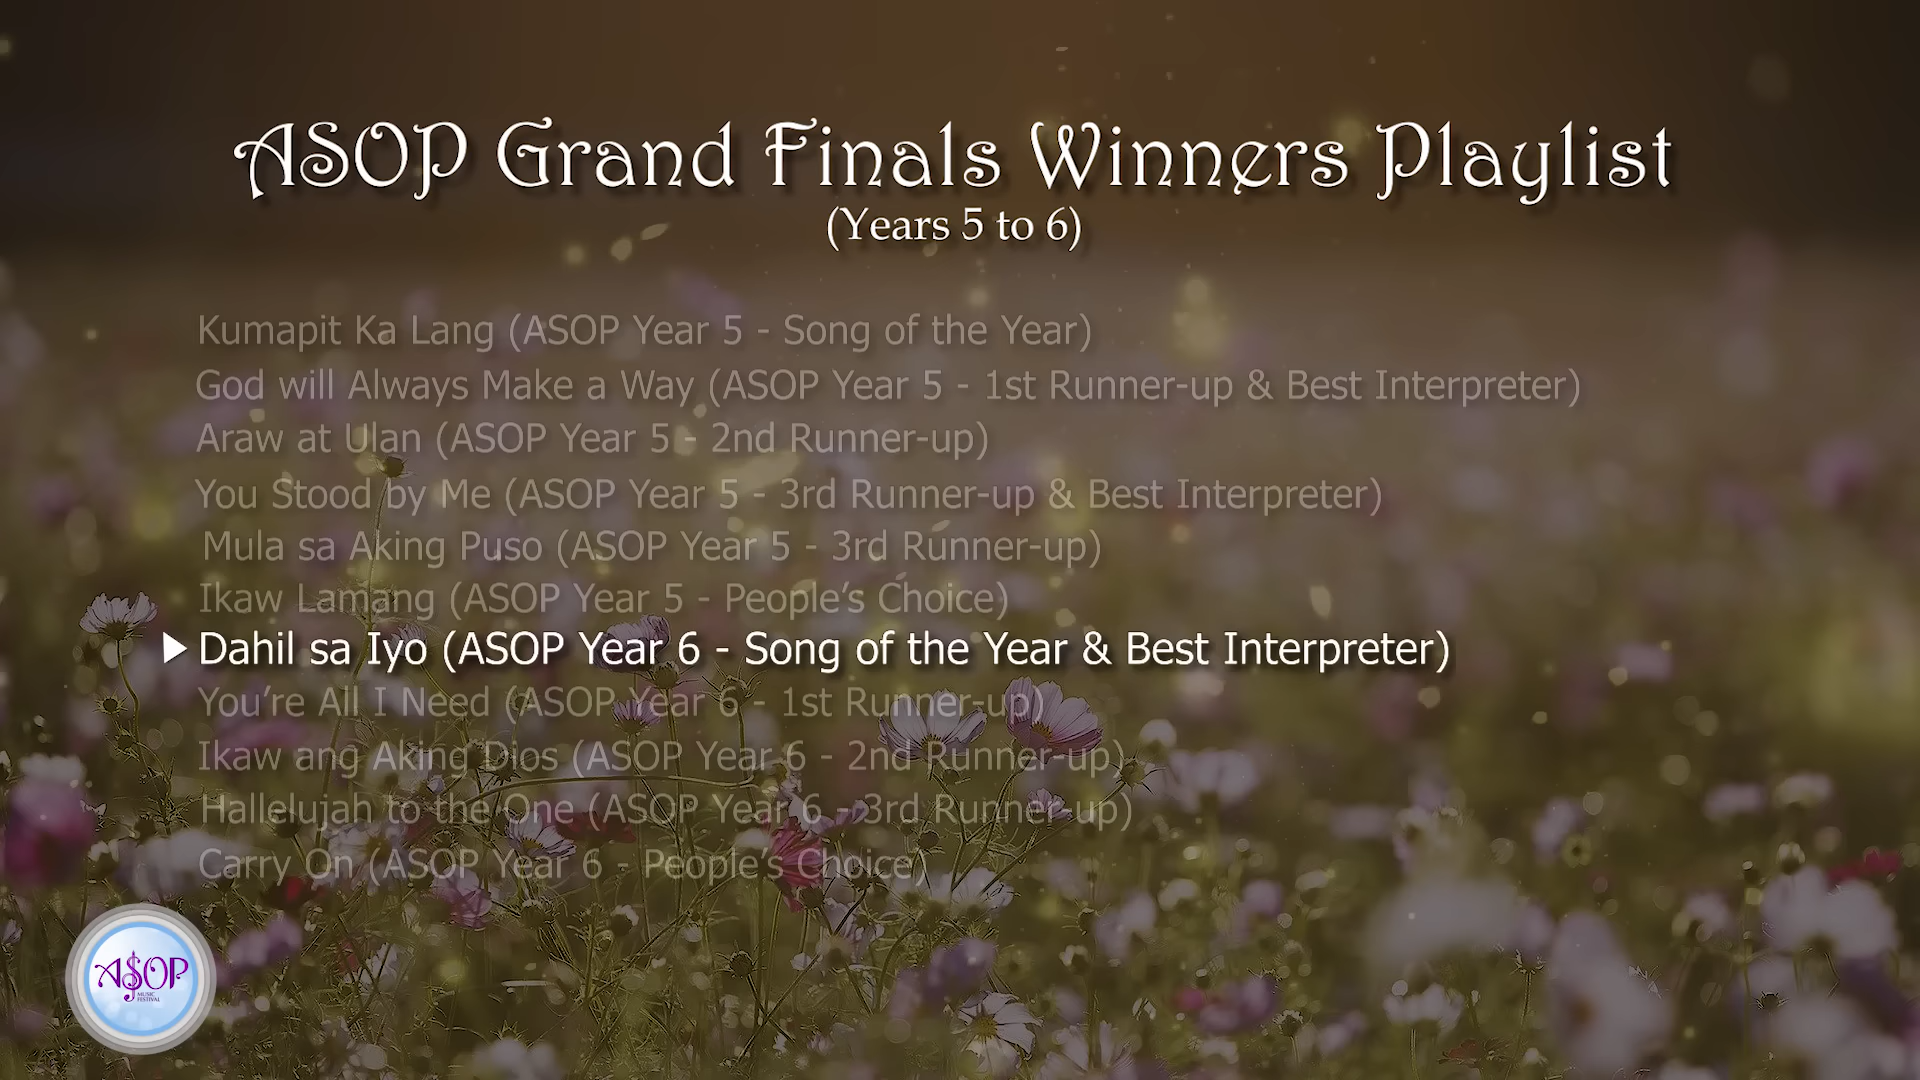 ASOP Grand Finals Winners Playlist
(Years 5 to 6)
Kumapit Ka Lang (ASOP Year 5 - Song of the Year)
God will Always Make a Way (ASOP Year 5 - 1st Runner-up & Best Interpreter)
Araw at Ulan (ASOP Year 5 - 2nd Runner-up)
You Stood by Me (ASOP Year 5 - 3rd Runner-up & Best Interpreter)
Mula sa Aking Puso (ASOP Year 5 - 3rd Runner-up)
Ikaw Lamang (ASOP Year 5 - People’s Choice)
Dahil sa Iyo (ASOP Year 6 - Song of the Year & Best Interpreter)
You’re All I Need (ASOP Year 6 - 1st Runner-up)
Ikaw ang Aking Dios (ASOP Year 6 - 2nd Runner-up)
Hallelujah to the One (ASOP Year 6 - 3rd Runner-up)
Carry On (ASOP Year 6 - People’s Choice)
ASOP
MUSIC
FESTIVAL